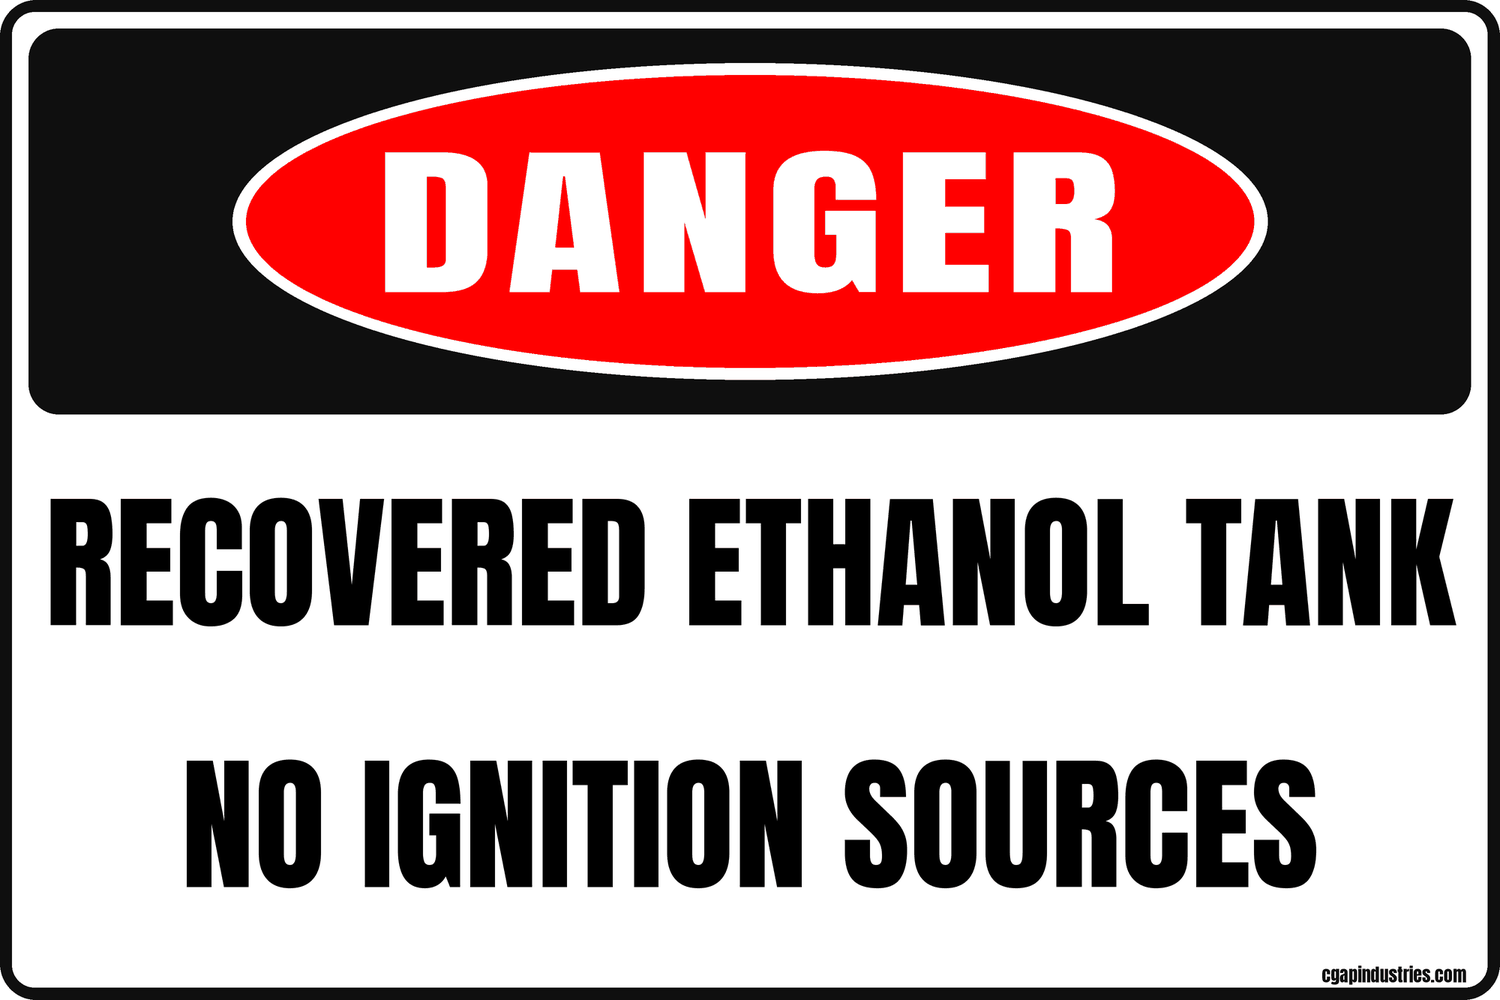 DANGER
RECOVERED ETHANOL TANK
NO IGNITION SOURCES
cgapindustries.com